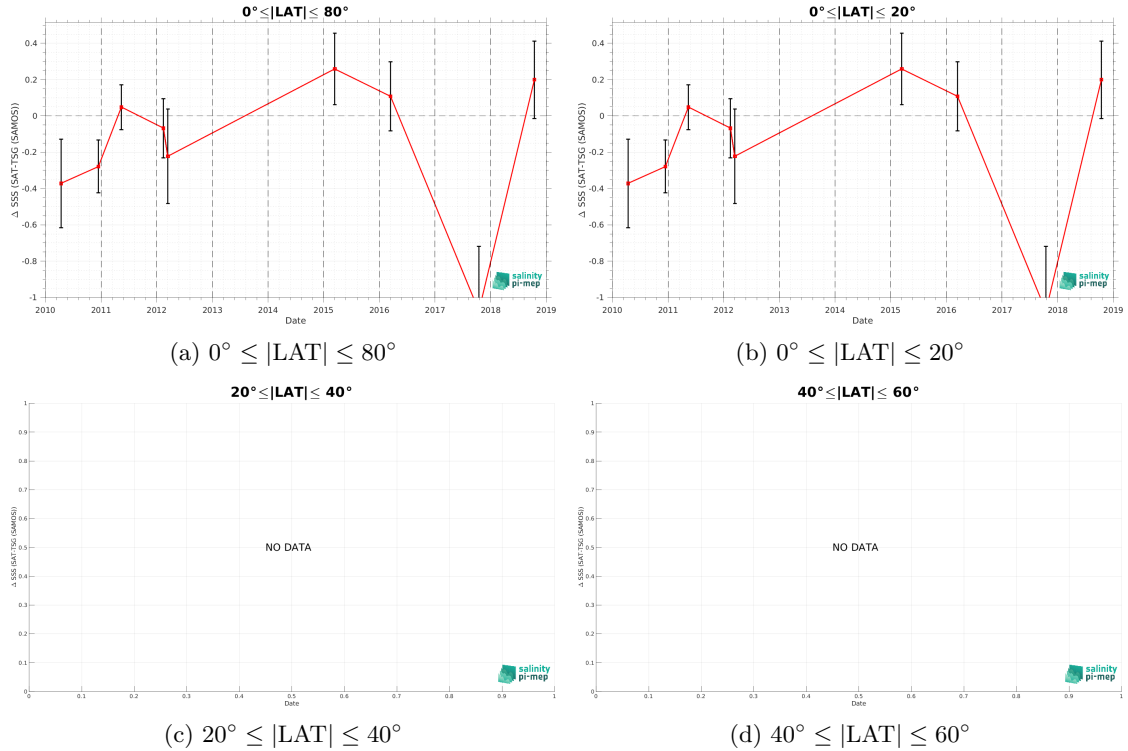 0°≤|LAT|≤ 80°
Δ SSS (SAT-TSG (SAMOS))
0.4
0.2
0
-0.2
-0.4
-0.6
-0.8
-1
2010 2011 2012 2013 2014 2015 2016 2017 2018 2019
Date
salinity
pi-mep
(a) 0° ≤ |LAT| ≤ 80°
0°≤|LAT|≤ 20°
Δ SSS (SAT-TSG (SAMOS))
0.4
0.2
0
-0.2
-0.4
-0.6
-0.8
-1
2010 2011 2012 2013 2014 2015 2016 2017 2018 2019
Date
salinity
pi-mep
(b) 0° ≤ |LAT| ≤ 20°
20°≤|LAT|≤ 40°
Δ SSS (SAT-TSG (SAMOS))
1
0.9
0.8
0.7
0.6
0.5
0.4
0.3
0.2
0.1
0
NO DATA
0 0.1 0.2 0.3 0.4 0.5 0.6 0.7 0.8 0.9 1
Date
salinity
pi-mep
(c) 20° ≤ |LAT| ≤ 40°
40°≤|LAT|≤ 60°
Δ SSS (SAT-TSG (SAMOS))
1
0.9
0.8
0.7
0.6
0.5
0.4
0.3
0.2
0.1
0
NO DATA
0 0.1 0.2 0.3 0.4 0.5 0.6 0.7 0.8 0.9 1
Date
salinity
pi-mep
(d) 40° ≤ |LAT| ≤ 60°